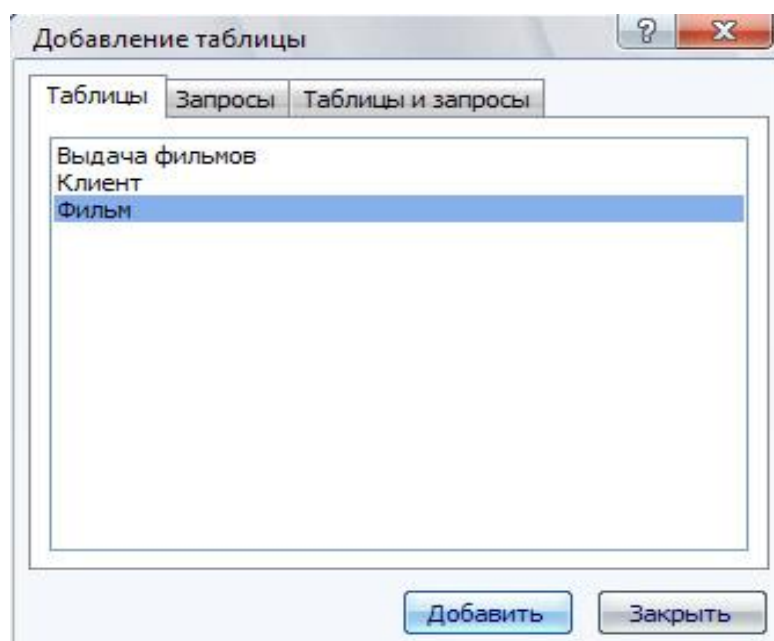 Добавление таблицы
Таблицы Запросы Таблицы и запросы
Выдача фильмов
Клиент
Фильм
Добавить Закрыть